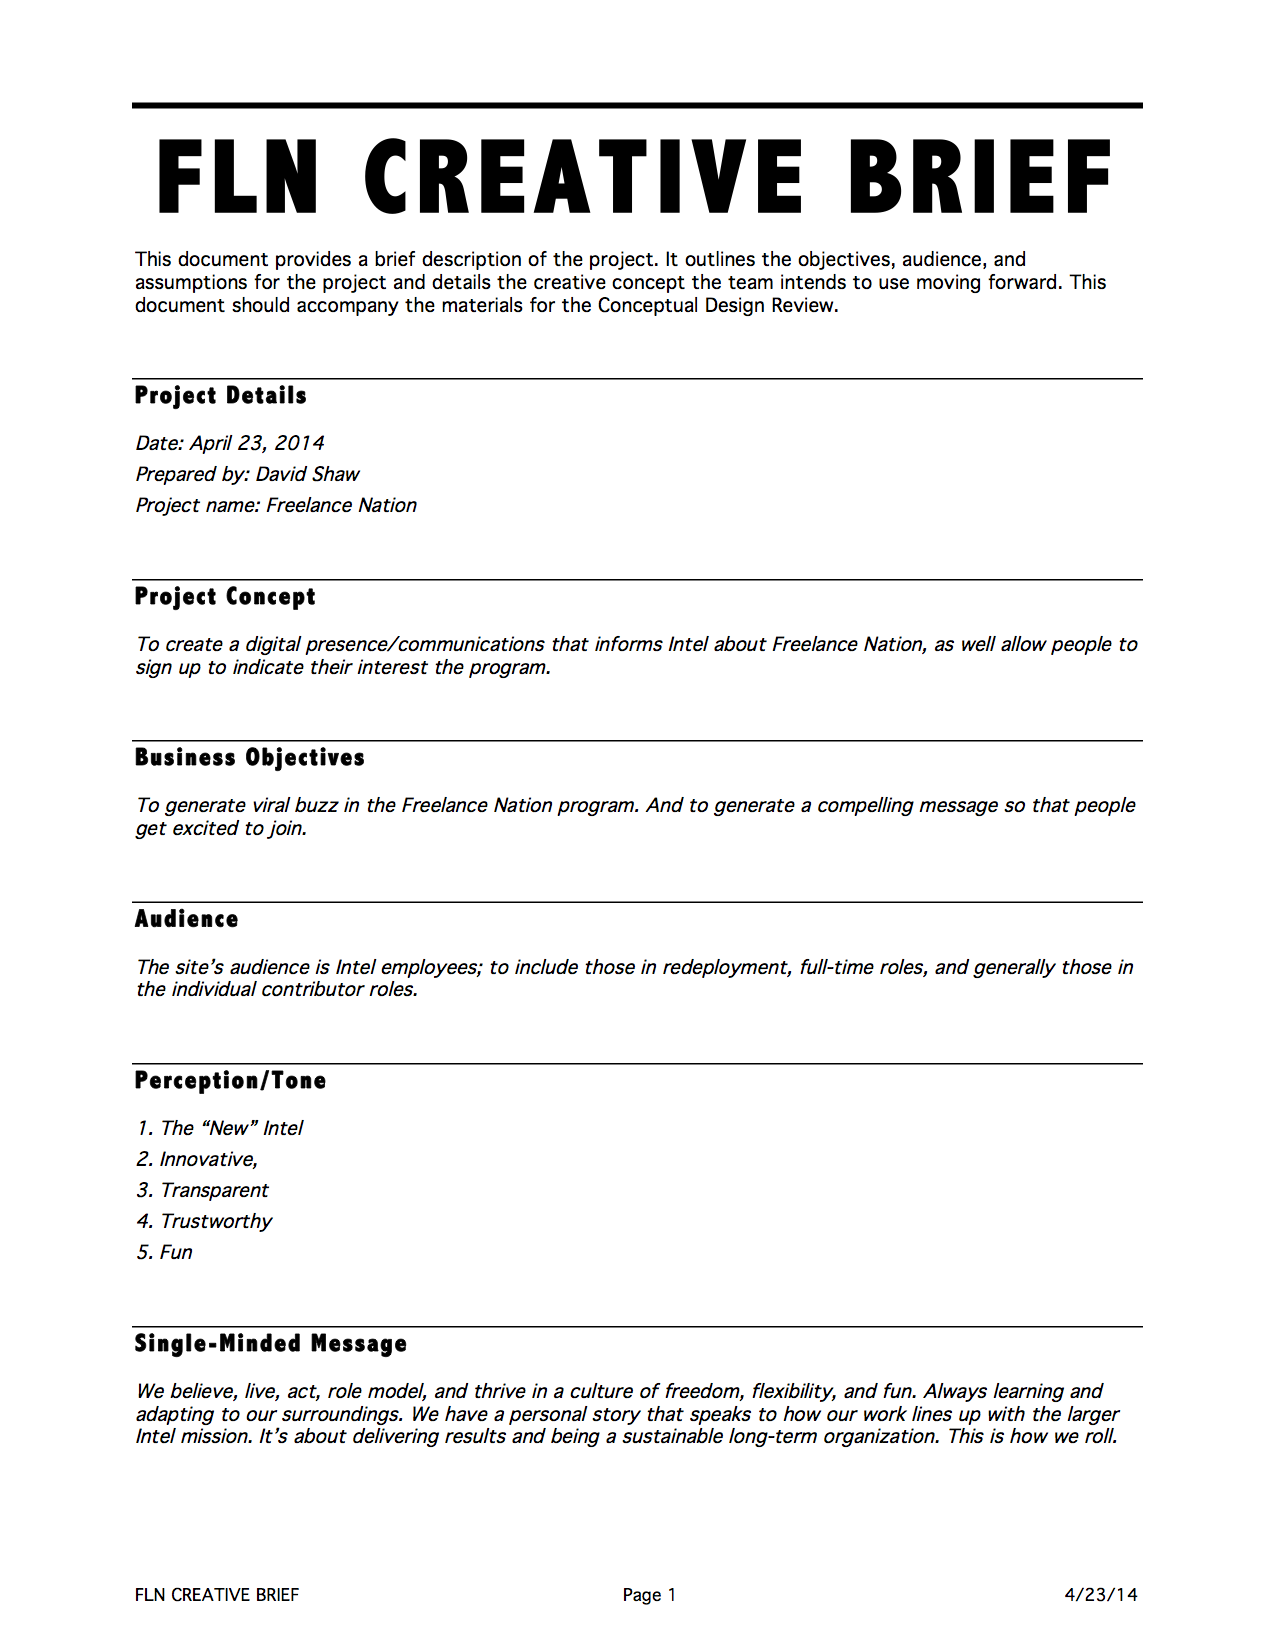 FLN CREATIVE BRIEF
This document provides a brief description of the project. It outlines the objectives, audience, and
assumptions for the project and details the creative concept the team intends to use moving forward. This
document should accompany the materials for the Conceptual Design Review.
Project Details
Date: April 23, 2014
Prepared by: David Shaw
Project name: Freelance Nation
Project Concept
To create a digital presence/communications that informs Intel about Freelance Nation, as well allow people to
sign up to indicate their interest the program.
Business Objectives
To generate viral buzz in the Freelance Nation program. And to generate a compelling message so that people
get excited to join.
Audience
The site’s audience is Intel employees; to include those in redeployment, full-time roles, and generally those in
the individual contributor roles.
Perception/Tone
1. The “New” Intel
2. Innovative,
3. Transparent
4. Trustworthy
5. Fun
Single-Minded Message
We believe, live, act, role model, and thrive in a culture of freedom, flexibility, and fun. Always learning and
adapting to our surroundings. We have a personal story that speaks to how our work lines up with the larger
Intel mission. It’s about delivering results and being a sustainable long-term organization. This is how we roll.
FLN CREATIVE BRIEF Page 1 4/23/14